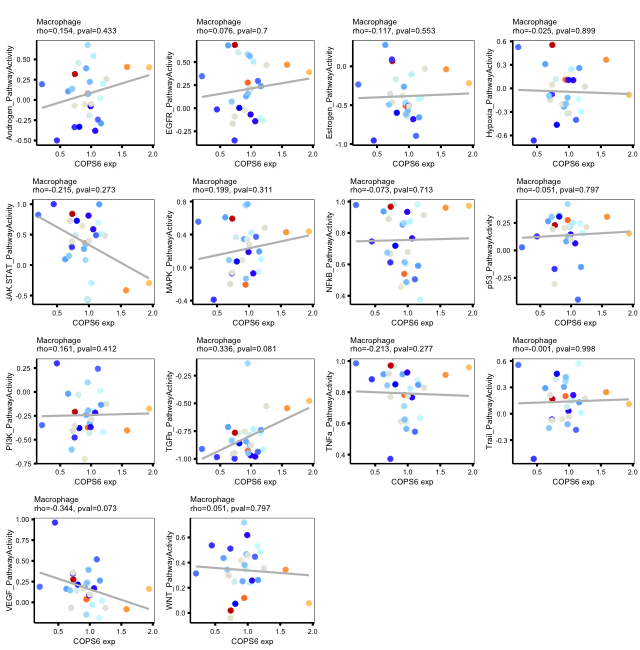 Macrophage
rho=0.154, pval=0.433
Androgen_PathwayActivity
0.50
0.25
0.00
-0.25
-0.50
0.5 1.0 1.5 2.0
COPS6 exp
Macrophage
rho=0.076, pval=0.7
EGFR_PathwayActivity
0.50
0.25
0.00
-0.25
0.5 1.0 1.5 2.0
COPS6 exp
Macrophage
rho=-0.117, pval=0.553
Estrogen_PathwayActivity
0.0
-0.5
-1.0
0.5 1.0 1.5 2.0
COPS6 exp
Macrophage
rho=-0.025, pval=0.899
Hypoxia_PathwayActivity
0.6
0.3
0.0
-0.3
-0.6
0.5 1.0 1.5 2.0
COPS6 exp
Macrophage
rho=-0.215, pval=0.273
JAK.STAT_PathwayActivity
1.0
0.5
0.0
-0.5
0.5 1.0 1.5 2.0
COPS6 exp
Macrophage
rho=0.199, pval=0.311
MAPK_PathwayActivity
0.8
0.4
0.0
-0.4
0.5 1.0 1.5 2.0
COPS6 exp
Macrophage
rho=-0.073, pval=0.713
NFkB_PathwayActivity
1.0
0.8
0.6
0.4
0.5 1.0 1.5 2.0
COPS6 exp
Macrophage
rho=-0.051, pval=0.797
p53_PathwayActivity
0.25
0.00
-0.25
0.5 1.0 1.5 2.0
COPS6 exp
Macrophage
rho=0.161, pval=0.412
PI3K_PathwayActivity
0.25
0.00
-0.25
-0.50
-0.75
0.5 1.0 1.5 2.0
COPS6 exp
Macrophage
rho=0.336, pval=0.081
TGFb_PathwayActivity
0.00
-0.25
-0.50
-0.75
-1.00
0.5 1.0 1.5 2.0
COPS6 exp
Macrophage
rho=-0.213, pval=0.277
TNFa_PathwayActivity
1.0
0.8
0.6
0.4
0.5 1.0 1.5 2.0
COPS6 exp
Macrophage
rho=-0.001, pval=0.998
Trail_PathwayActivity
0.6
0.3
0.0
-0.3
0.5 1.0 1.5 2.0
COPS6 exp
Macrophage
rho=-0.344, pval=0.073
VEGF_PathwayActivity
1.00
0.75
0.50
0.25
0.00
0.5 1.0 1.5 2.0
COPS6 exp
Macrophage
rho=0.051, pval=0.797
WNT_PathwayActivity
0.6
0.4
0.2
0.0
0.5 1.0 1.5 2.0
COPS6 exp